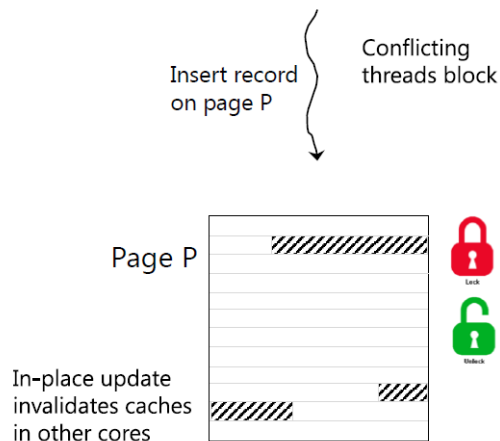 Insert record
on page P
Conflicting
threads block
Page P
Lock
Unlock
In-place update
invalidates caches
in other cores